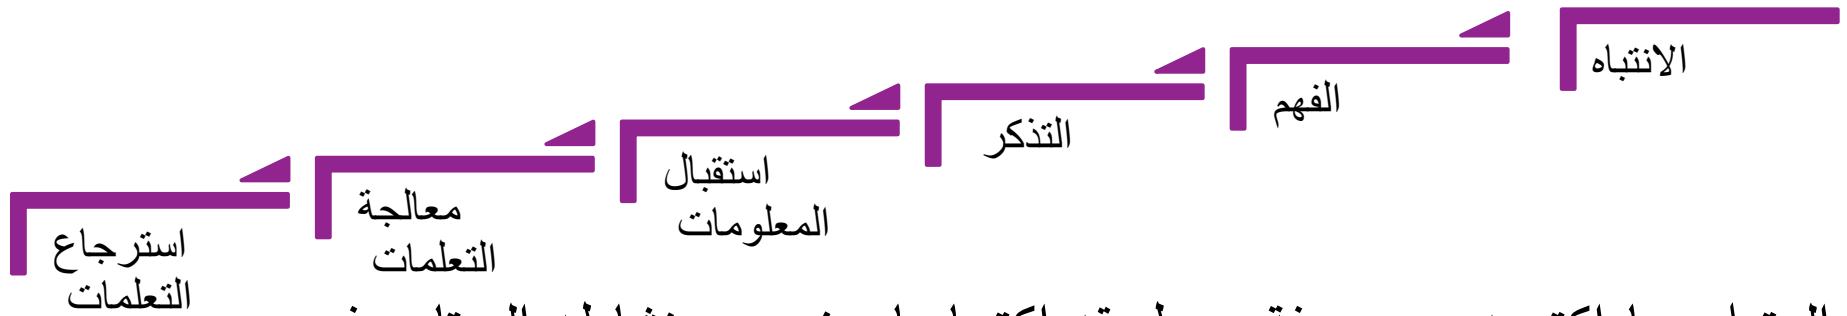 الانتباه
الفهم
التذكر
استقبال
المعلومات
معالجة
التعلمات
استرجاع
التعلمات